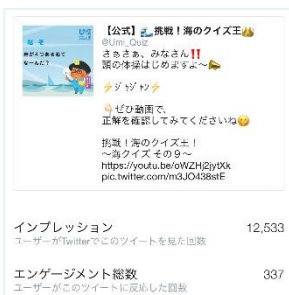 【公式】🌊挑戦！海のクイズ王👑
@Umi_Quiz
さぁさぁ、みなさん‼️
頭の体操はじめますよ〜📣
⚡ｼﾞｬｼﾞｬﾝ⚡
👇ぜひ動画で、
正解を確認してみてくださいね😋
挑戦！海のクイズ王！
〜海クイズ その９〜
https://youtu.be/oWZHj2jytXk
pic.twitter.com/m3JO438stE
なぞ
なーんだ？
インプレッション
12,533
ユーザーがTwitterでこのツイートを見た回数
エンゲージメント総数
337
ユーザーがこのツイートに反応した回数